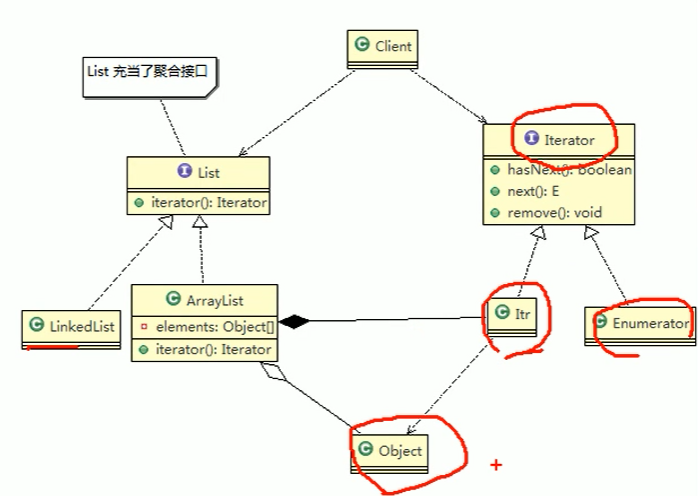 Client
List 充当了聚合接口
Iterator
hasNext(): boolean
next(): E
remove(): void
List
iterator(): Iterator
ArrayList
elements: Object[]
iterator(): Iterator
LinkedList
Itr
Enumerator
Object